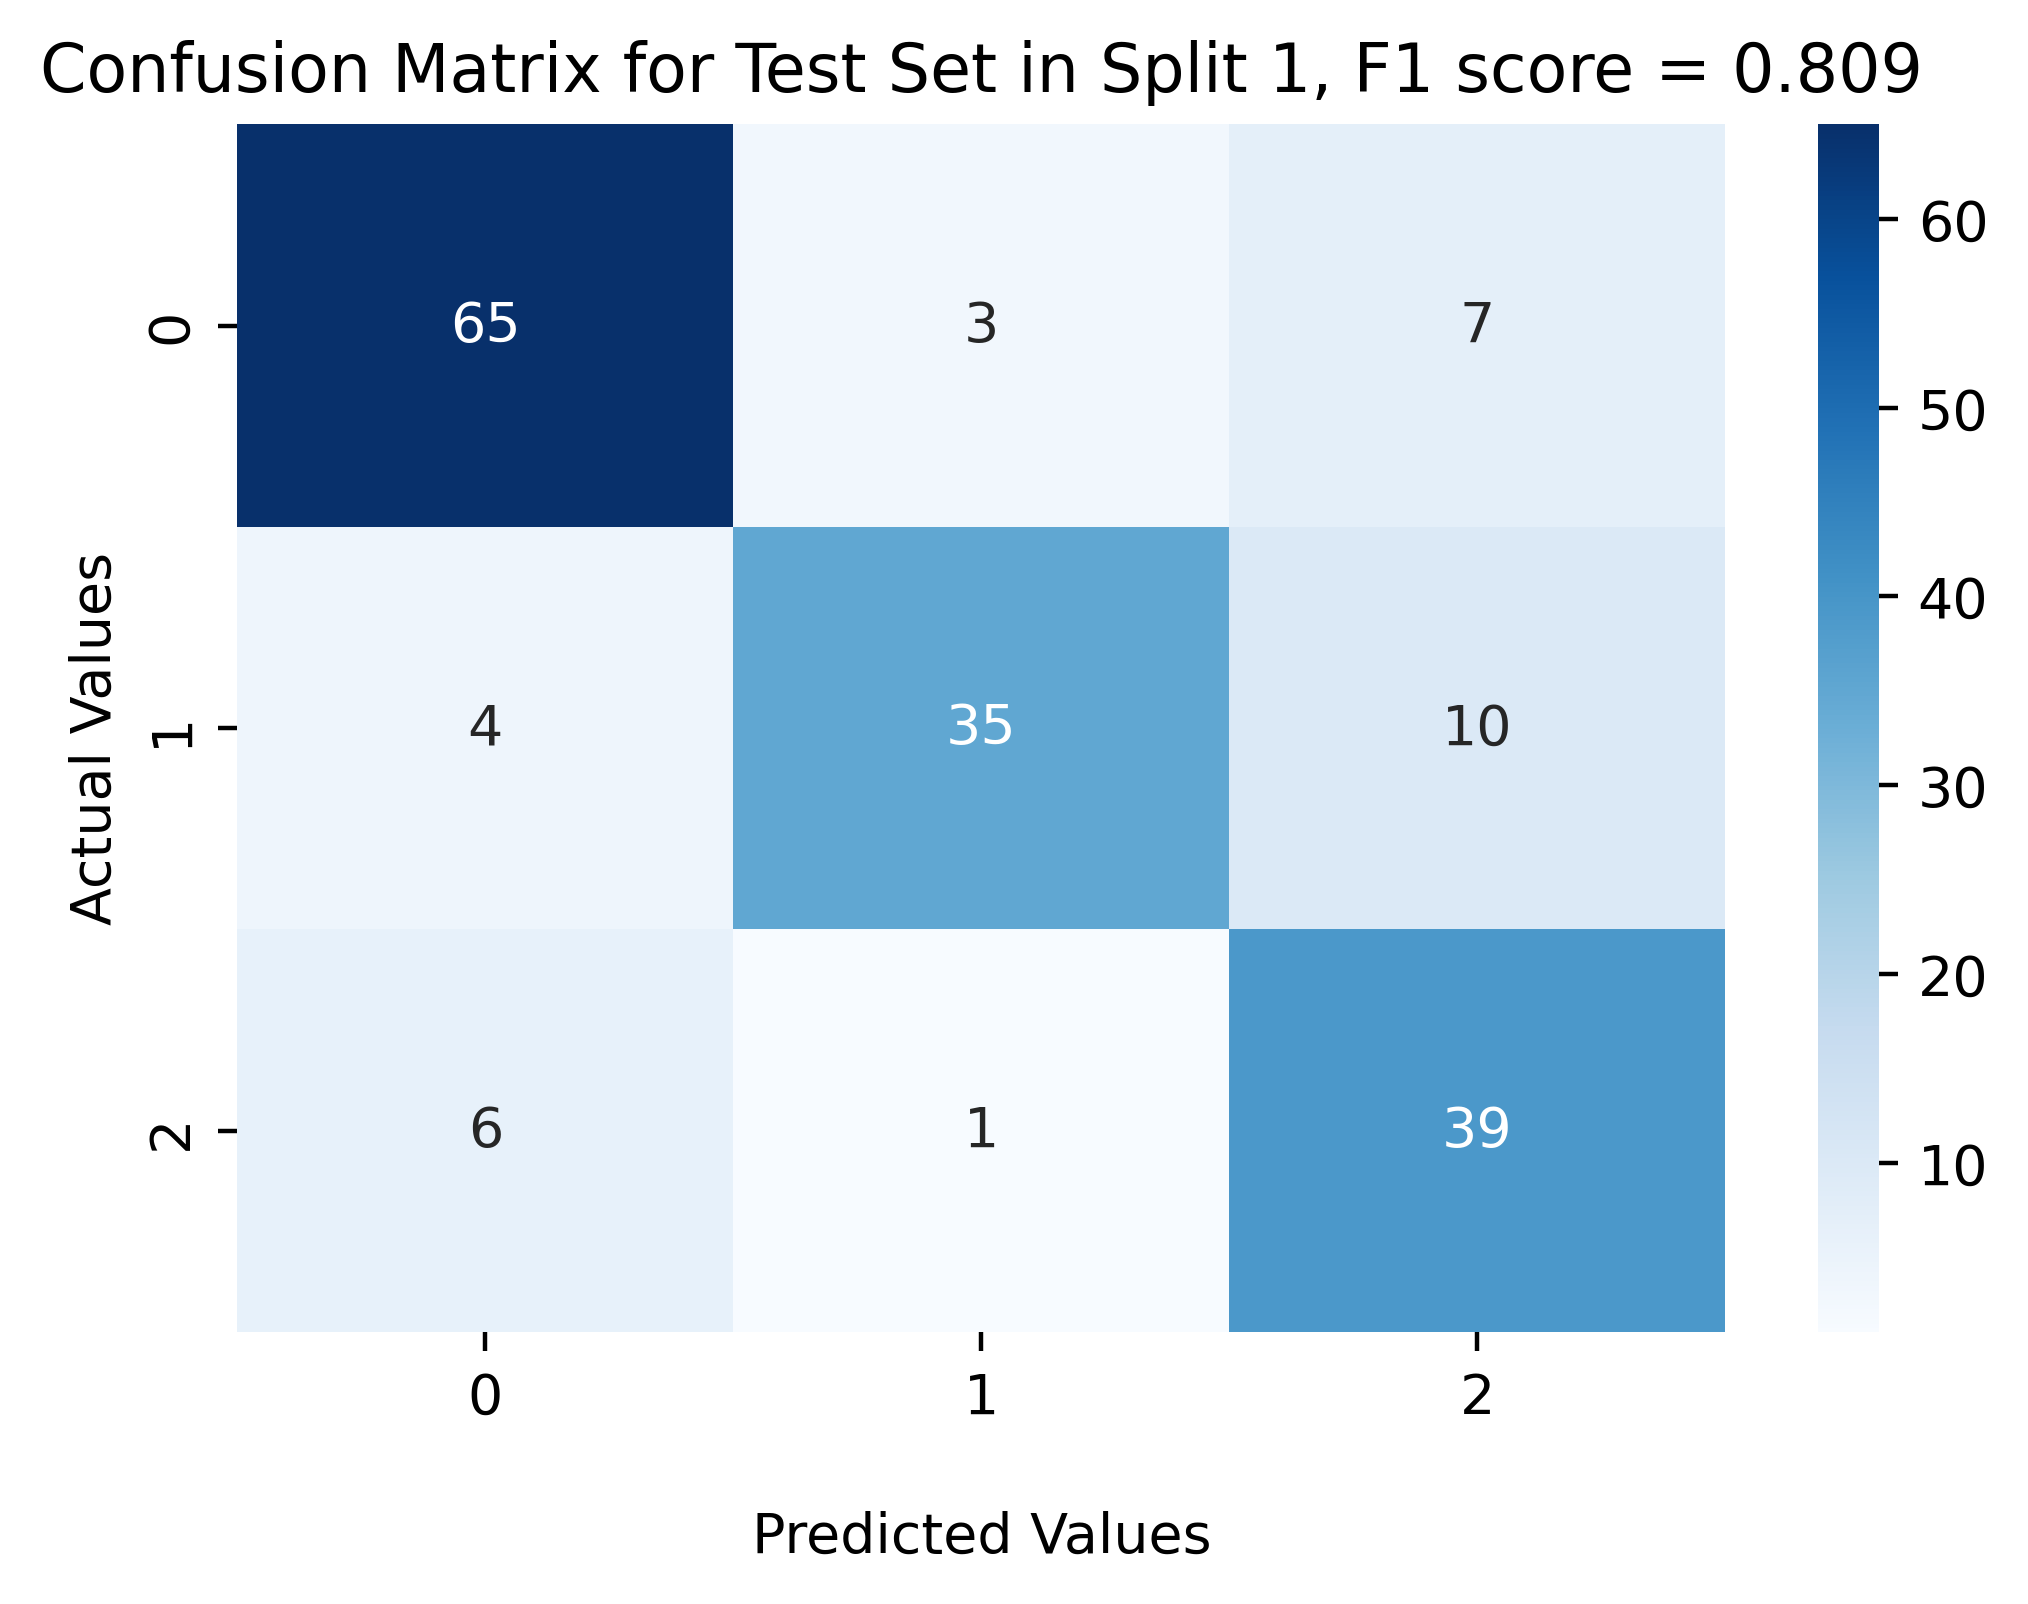 Confusion Matrix for Test Set in Split 1, F1 score = 0.809
65 3 7
4 35 10
6 1 39
0
1
2
Actual Values
0 1 2
Predicted Values
60
50
40
30
20
10